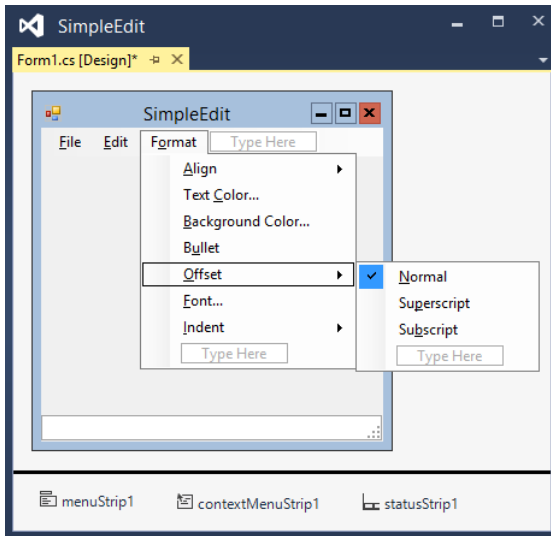 SimpleEdit
Form1.cs [Design]*
SimpleEdit
File Edit Format Type Here
Align
Text Color...
Background Color...
Bullet
Offset
Font...
Indent
Type Here
Normal
Superscript
Subscript
Type Here
menuStrip1 contextMenuStrip1 statusStrip1